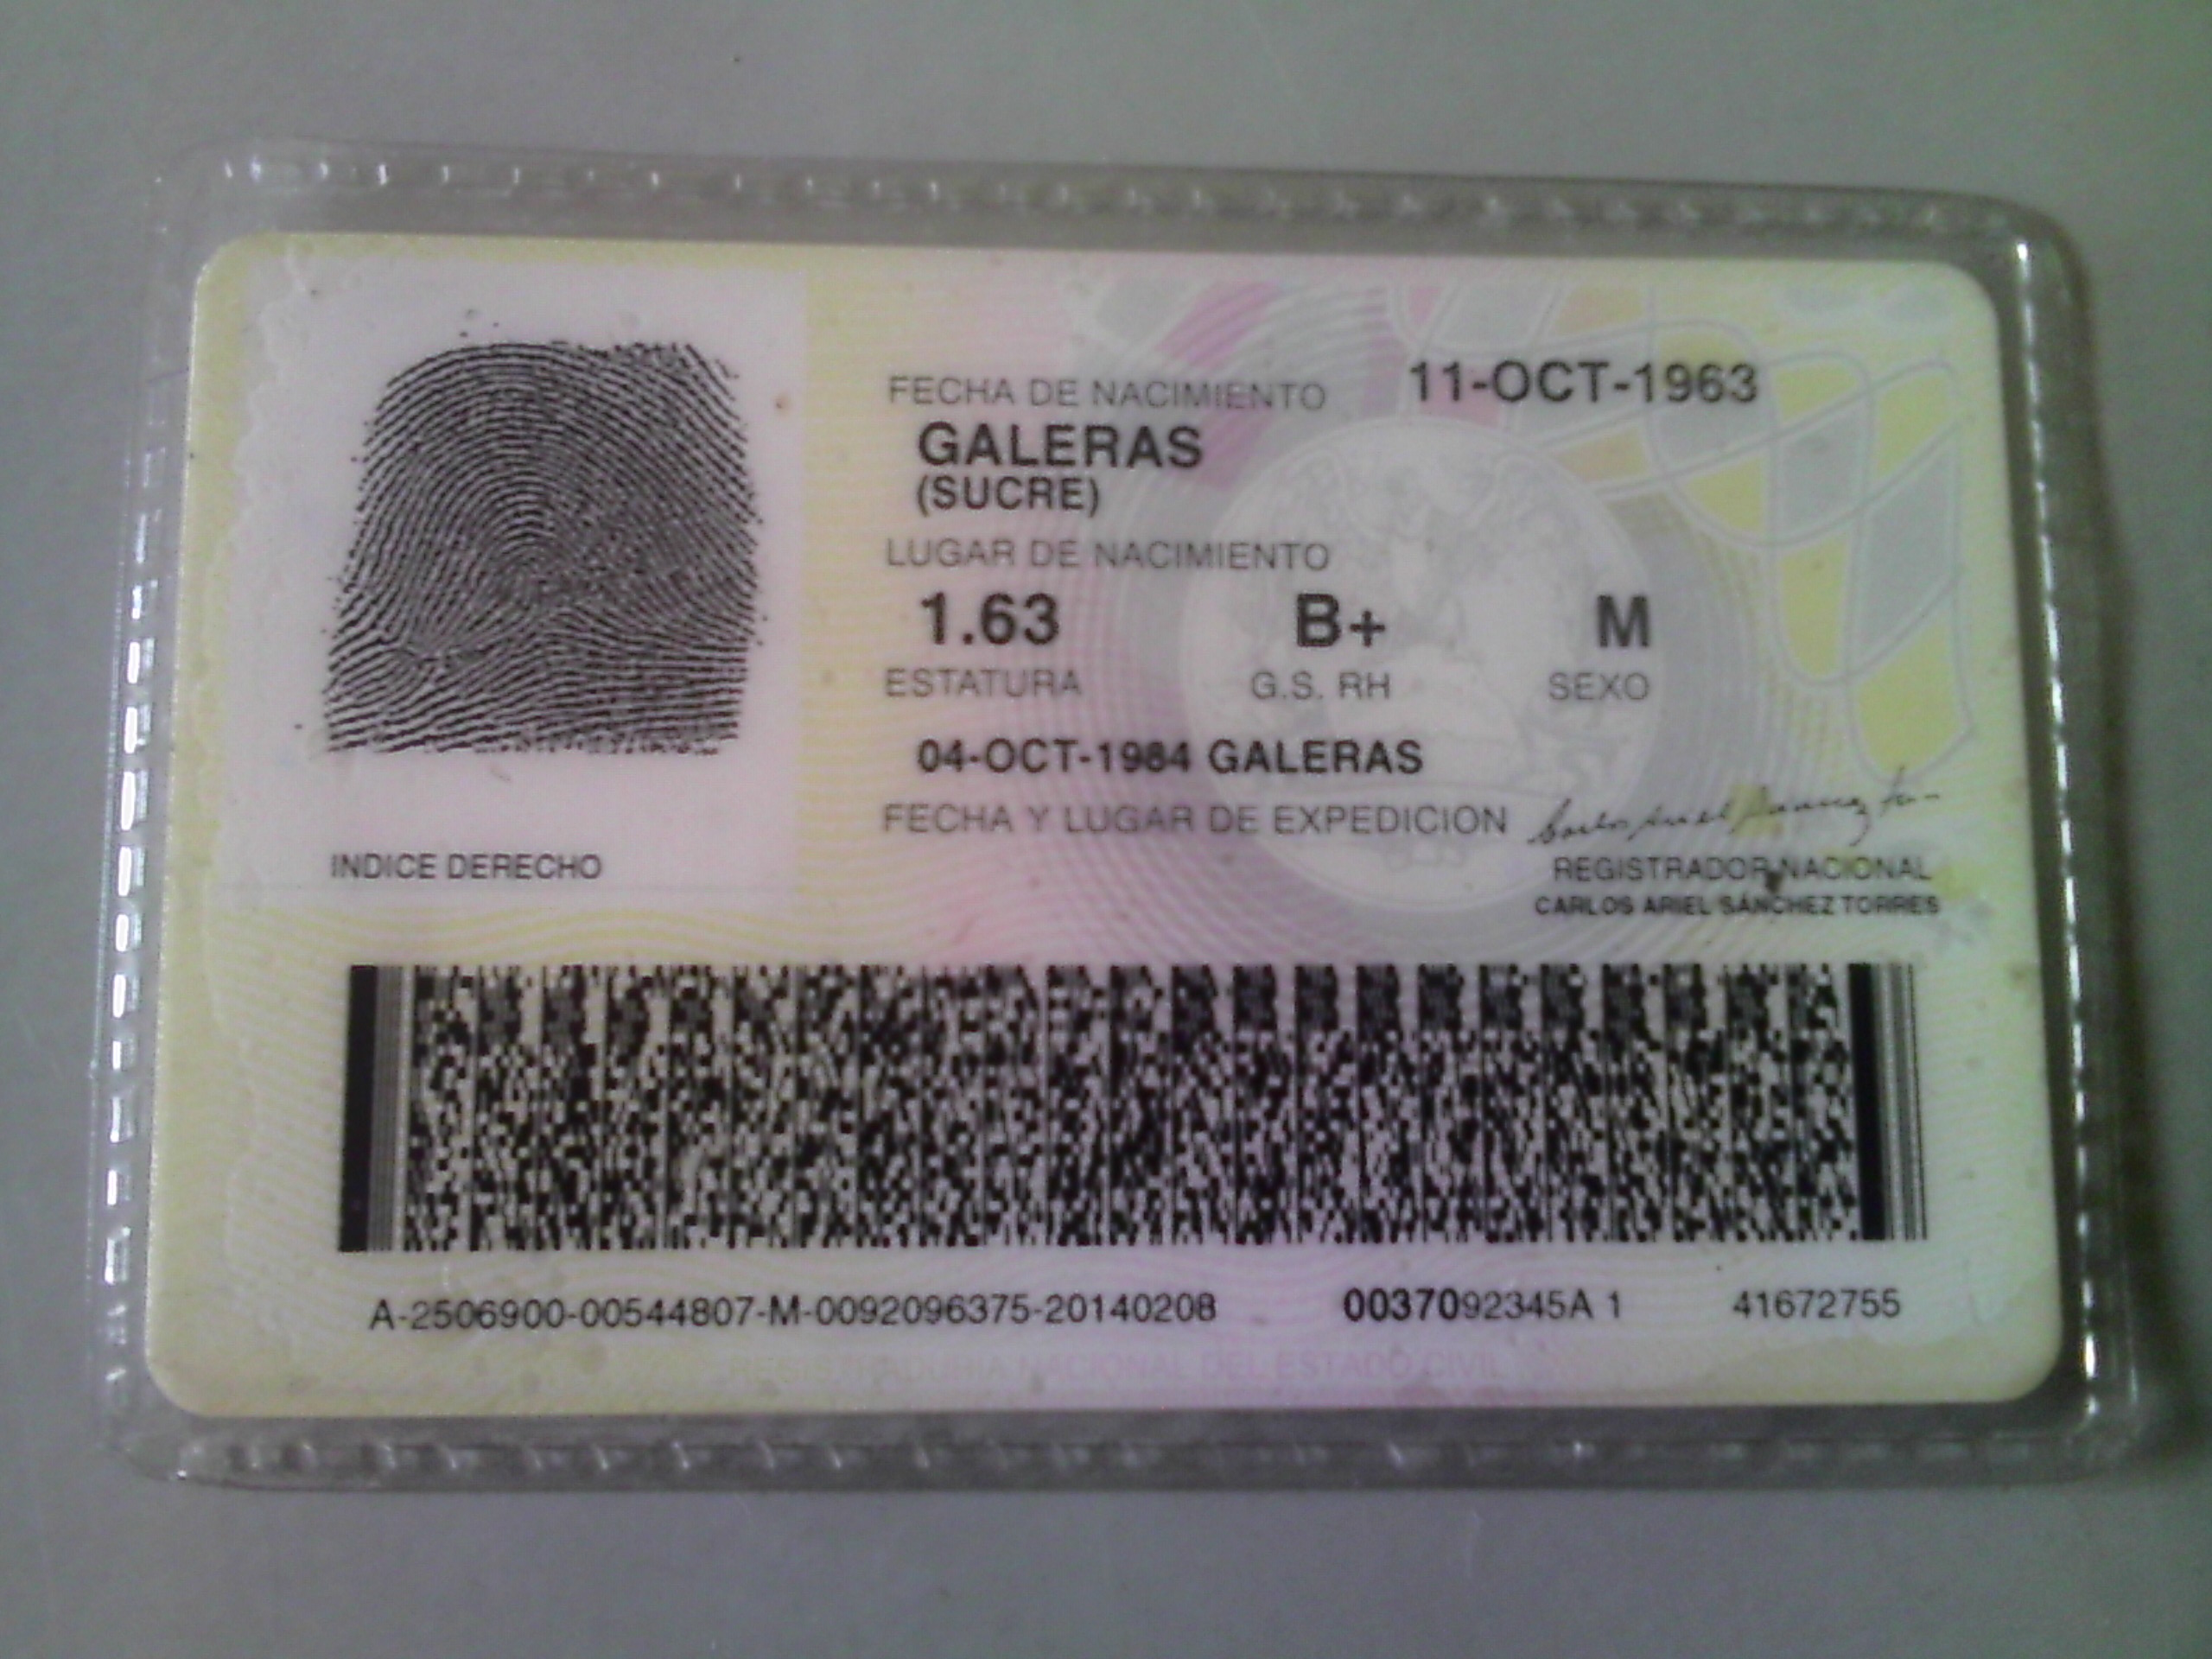 FECHA DE NACIMIENTO 11-OCT-1963
GALERAS
(SUCRE)
LUGAR DE NACIMIENTO
1.63 B+ M
ESTATURA G.S. RH SEXO
04-OCT-1984 GALERAS
FECHA Y LUGAR DE EXPEDICION
INDICE DERECHO
REGISTRADOR NACIONAL
CARLOS ARIEL SÁNCHEZ TORRES
A-2506900-00544807-M-0092096375-20140208 0037092345A 1 41672755
REGISTRADURIA NACIONAL DEL ESTADO CIVIL